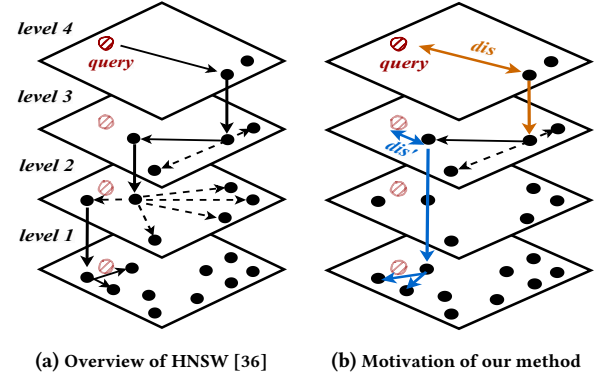 level 4
query
dis
query
level 3
dis'
level 2
level 1
(a) Overview of HNSW [36]
(b) Motivation of our method